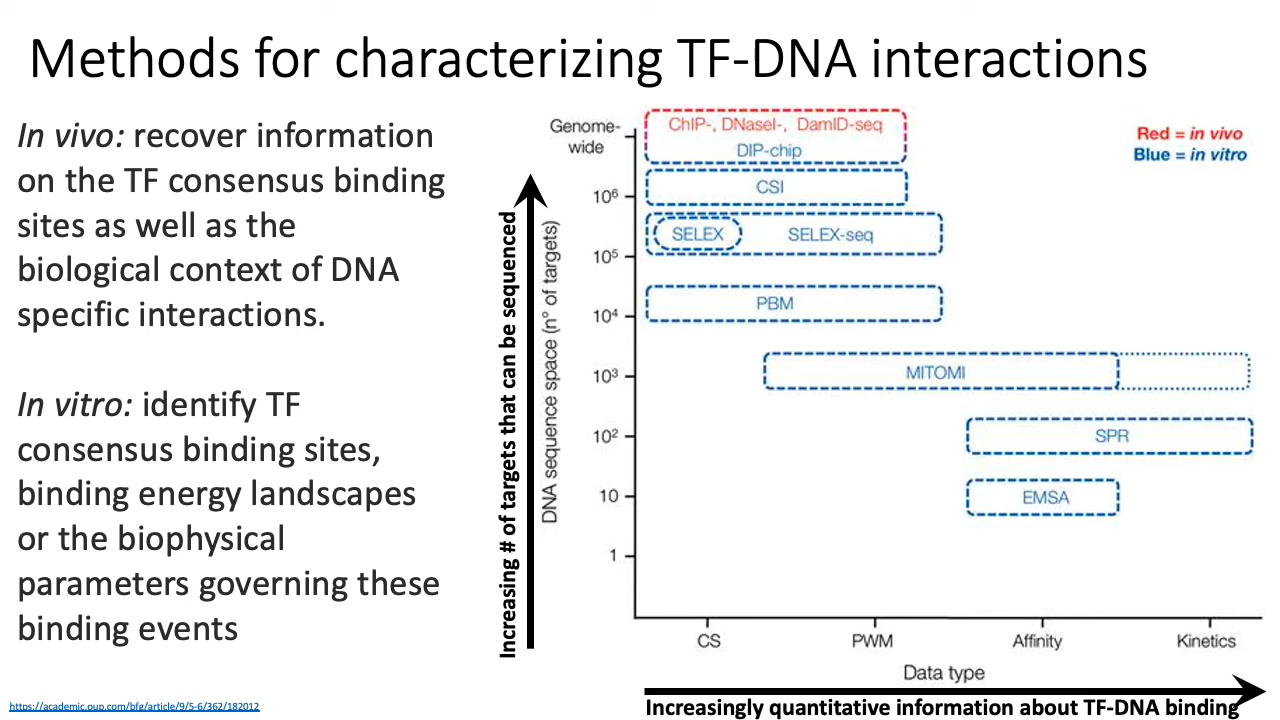 Methods for characterizing TF-DNA interactions
In vivo: recover information
on the TF consensus binding
sites as well as the
biological context of DNA
specific interactions.
In vitro: identify TF
consensus binding sites,
binding energy landscapes
or the biophysical
parameters governing these
binding events
https://academic.oup.com/bfg/article/9/5-6/362/182012
Increasing # of targets that can be sequenced
DNA sequence space (n° of targets)
Genome-
wide
10⁶
10⁵
10⁴
10³
10²
10
1
ChIP-, DNaseI-, DamID-seq
DIP-chip
CSI
SELEX
SELEX-seq
PBM
MITOMI
SPR
EMSA
Red = in vivo
Blue = in vitro
CS
PWM
Affinity
Kinetics
Data type
Increasingly quantitative information about TF-DNA binding